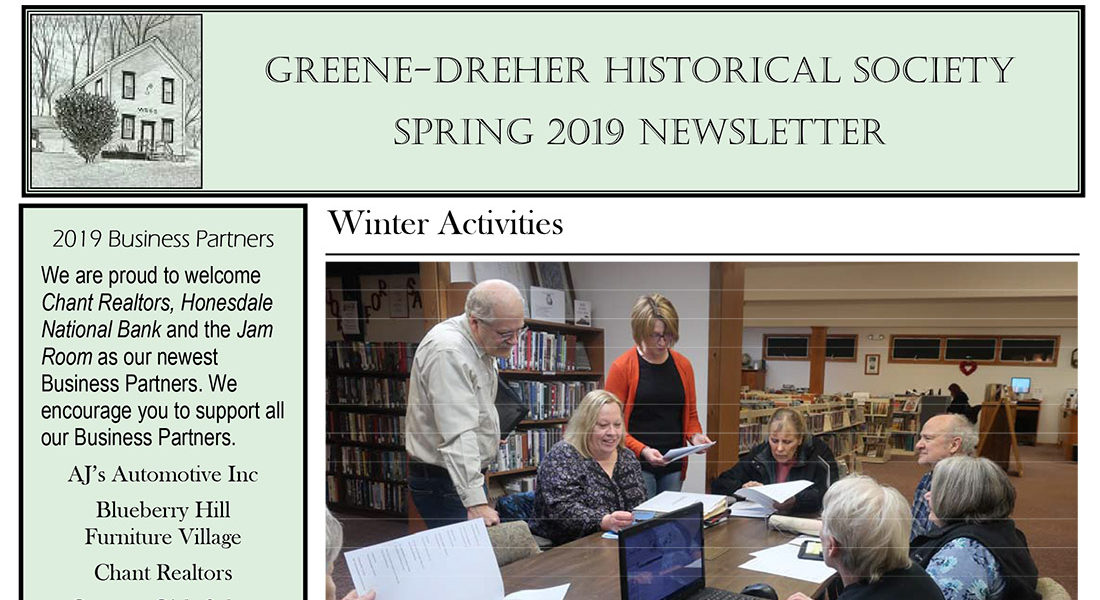 GREENE-DREHER HISTORICAL SOCIETY
SPRING 2019 NEWSLETTER
2019 Business Partners
We are proud to welcome
Chant Realtors, Honesdale
National Bank and the Jam
Room as our newest
Business Partners. We
encourage you to support all
our Business Partners.
AJ's Automotive Inc
Blueberry Hill
Furniture Village
Chant Realtors
Winter Activities